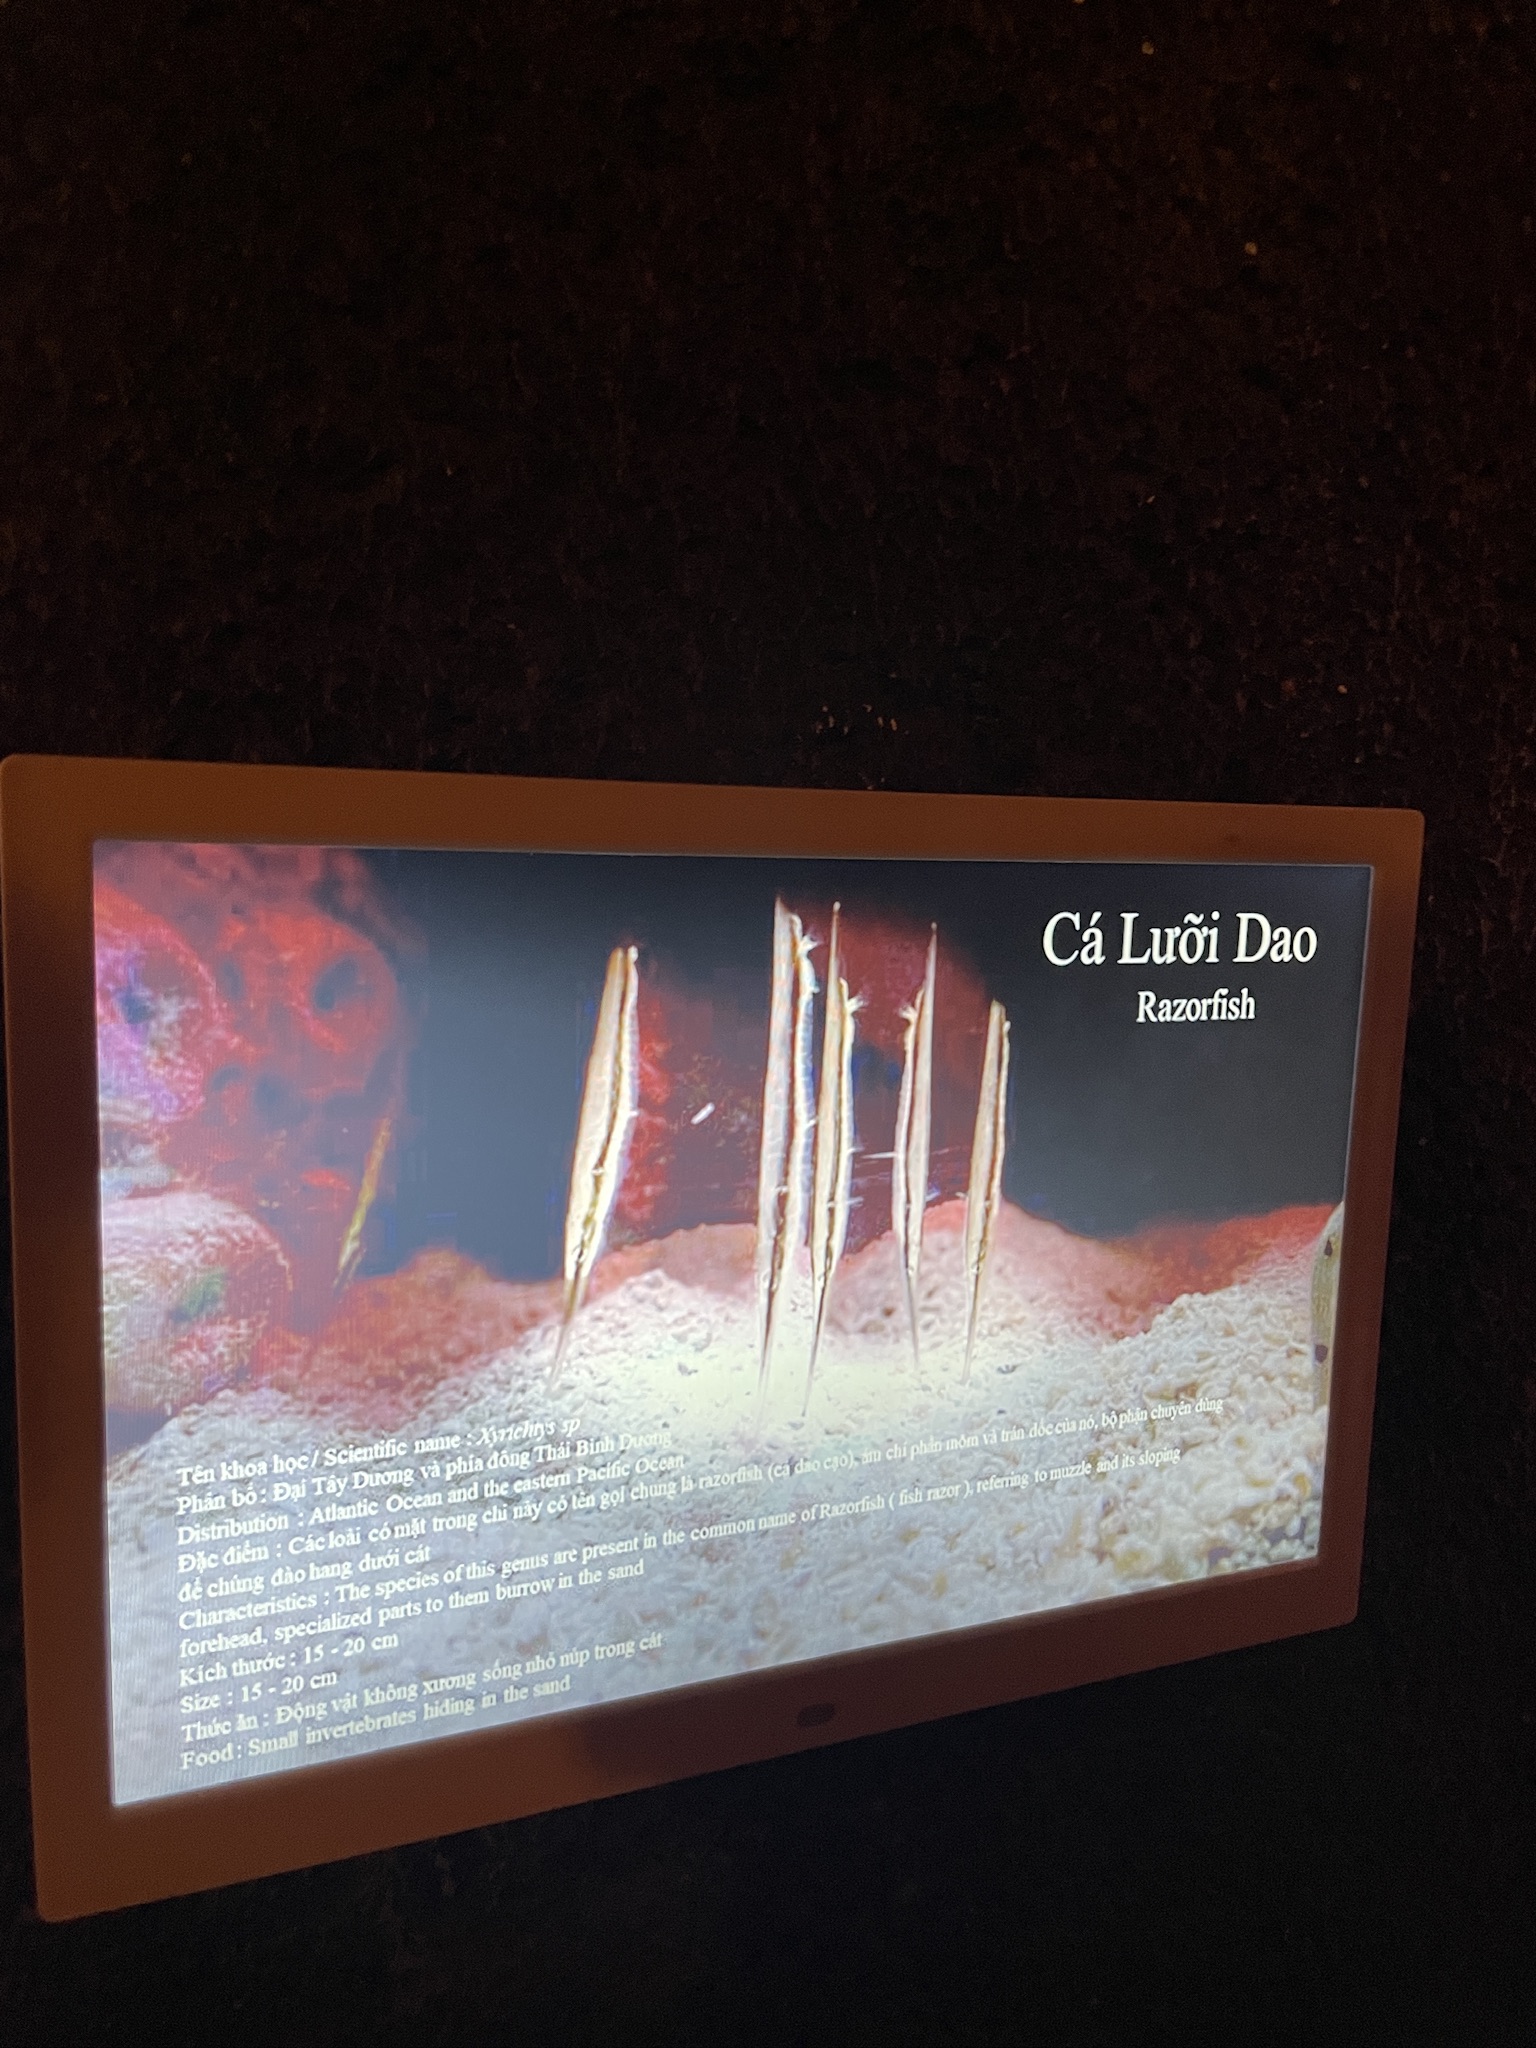 Cá Lưỡi Dao
Razorfish
Tên khoa học / Scientific name : Xyrichtys sp
Phân bố : Đại Tây Dương và phía đông Thái Bình Dương
Distribution : Atlantic Ocean and the eastern Pacific Ocean
Đặc điểm : Các loài có mặt trong chi này có tên gọi chung là razorfish (cá dao cạo), ám chỉ phần mõm và trán dốc của nó, bộ phận chuyên dùng
để chúng đào hang dưới cát
Characteristics : The species of this genus are present in the common name of Razorfish ( fish razor ), referring to muzzle and its sloping
forehead, specialized parts to them burrow in the sand
Kích thước : 15 - 20 cm
Size : 15 - 20 cm
Thức ăn : Động vật không xương sống nhỏ núp trong cát
Food : Small invertebrates hiding in the sand